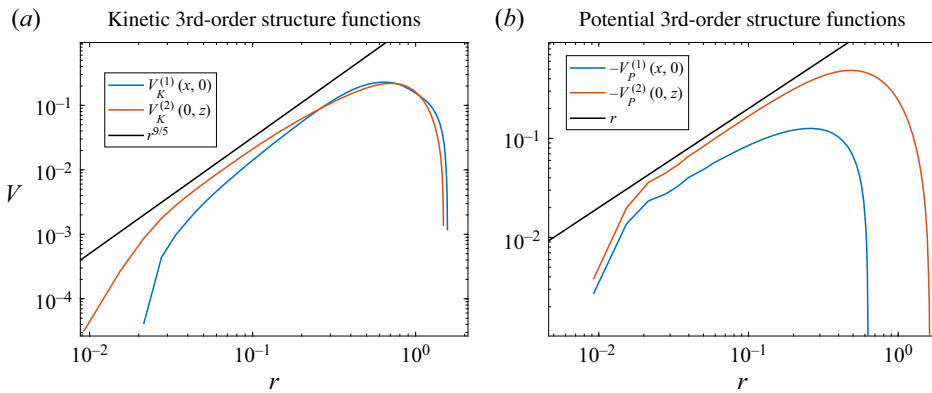 (a) Kinetic 3rd-order structure functions
V_K^(1) (x, 0)
V_K^(2) (0, z)
r^9/5
10^–1
10^–2
10^–3
10^–4
V
10^–2 10^–1 10^0
r
(b) Potential 3rd-order structure functions
–V_P^(1) (x, 0)
–V_P^(2) (0, z)
r
10^–1
10^–2
10^–2 10^–1 10^0
r